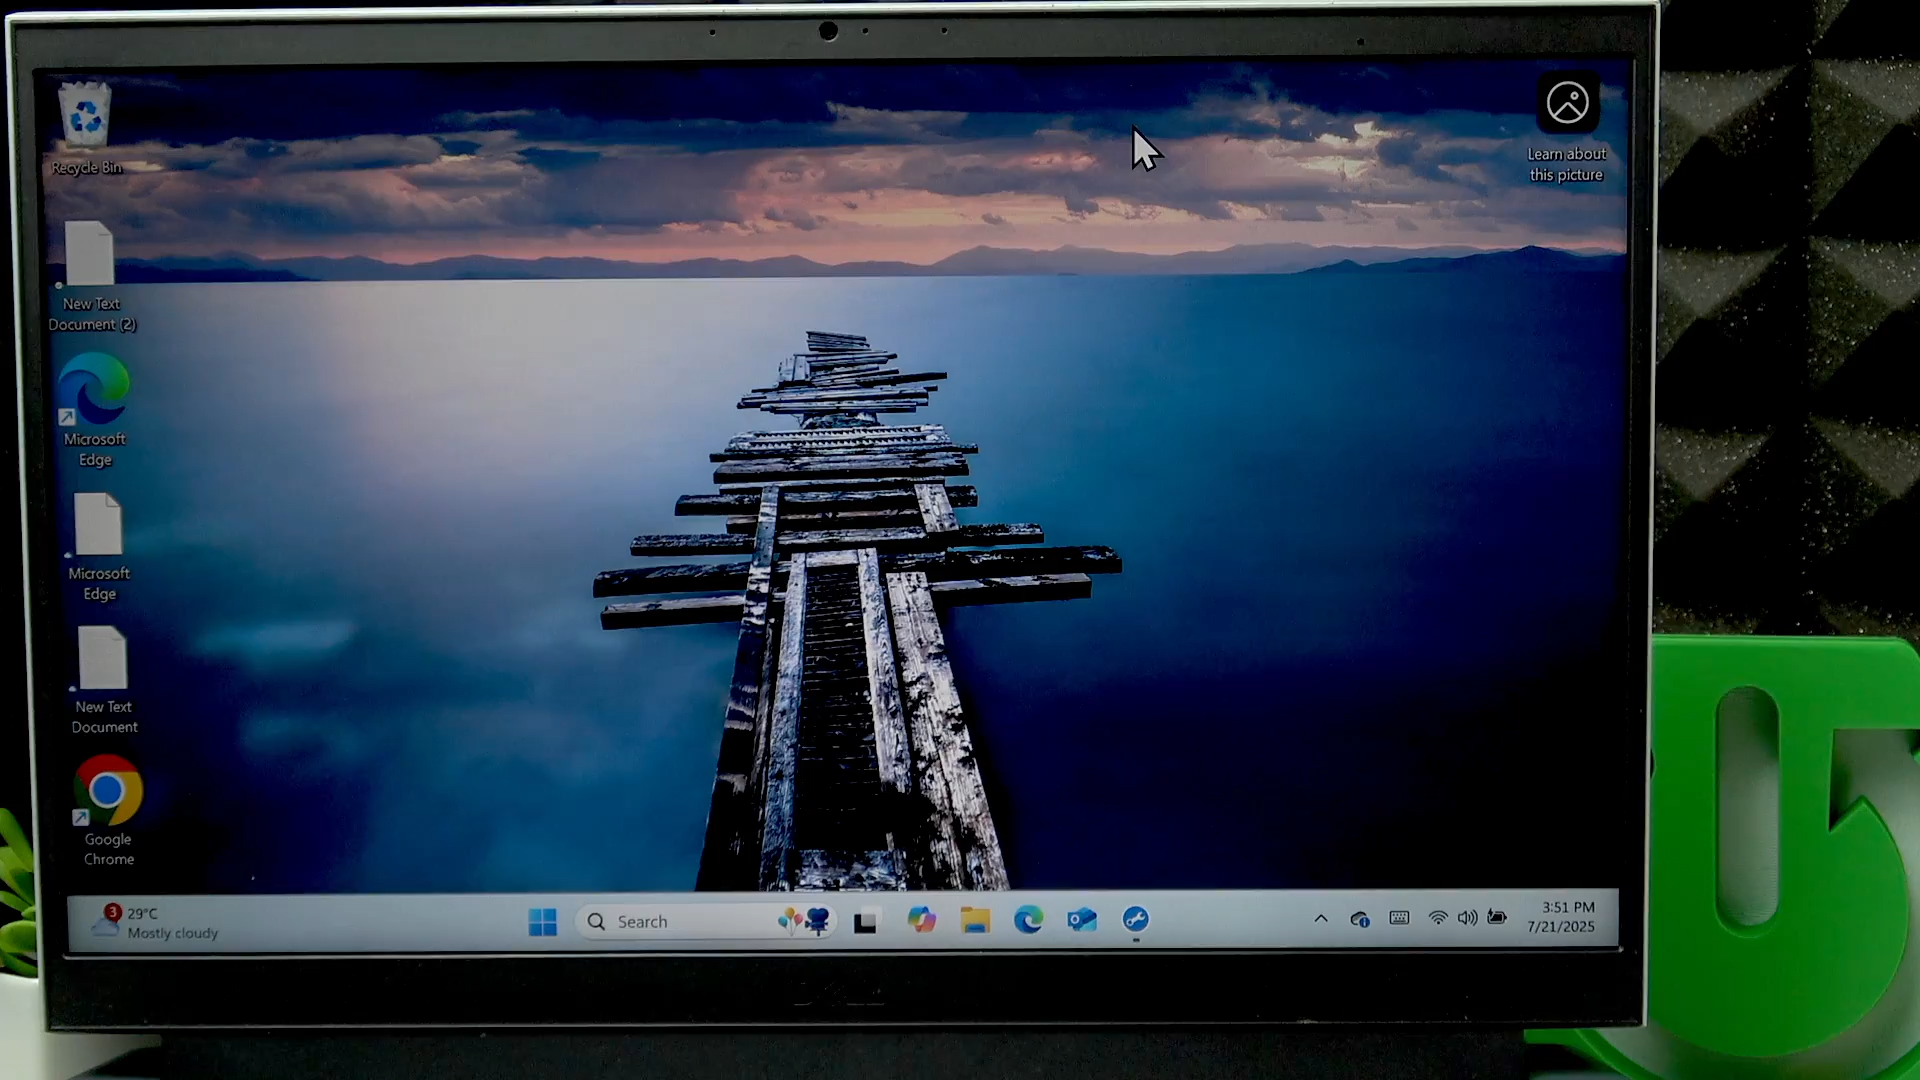 Recycle Bin
Learn about
this picture
New Text
Document (2)
Microsoft
Edge
Microsoft
Edge
New Text
Document
Google
Chrome
3
29°C
Mostly cloudy
Search
3:51 PM
7/21/2025
DELL